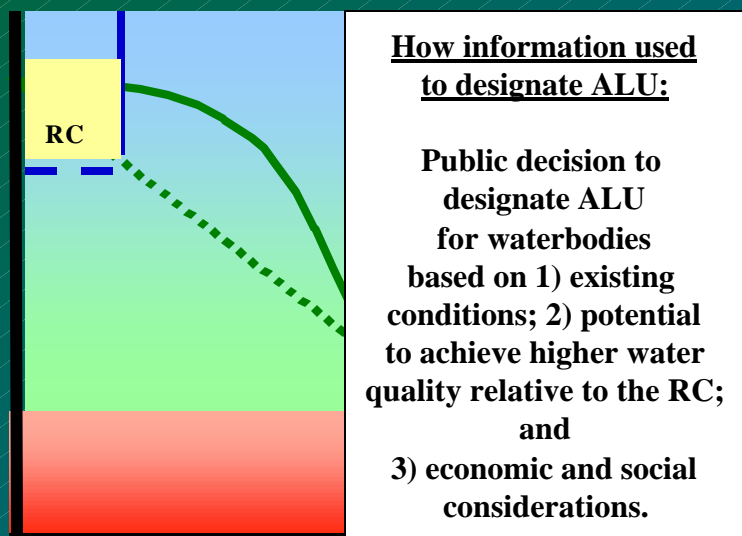 RC
How information used
to designate ALU:
Public decision to
designate ALU
for waterbodies
based on 1) existing
conditions; 2) potential
to achieve higher water
quality relative to the RC;
and
3) economic and social
considerations.